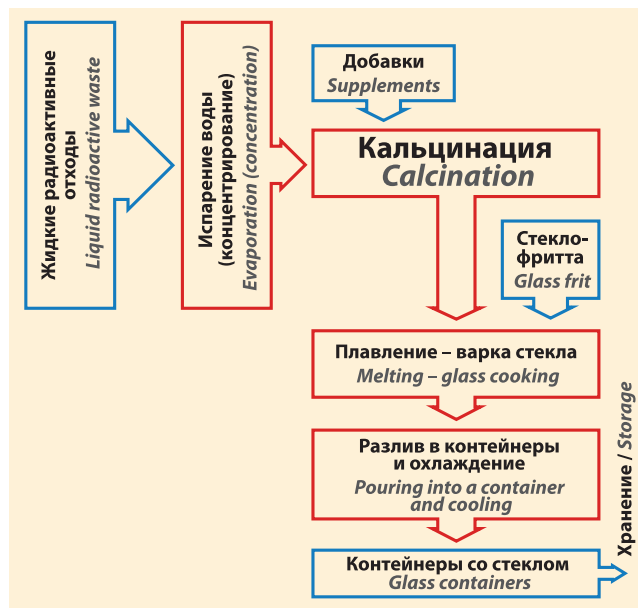 Жидкие радиоактивные
отходы
Liquid radioactive waste
Испарение воды
(концентрирование)
Evaporation (concentration)
Добавки
Supplements
Кальцинация
Calcination
Стекло-
фритта
Glass frit
Плавление – варка стекла
Melting – glass cooking
Разлив в контейнеры
и охлаждение
Pouring into a container
and cooling
Контейнеры со стеклом
Glass containers
Хранение / Storage